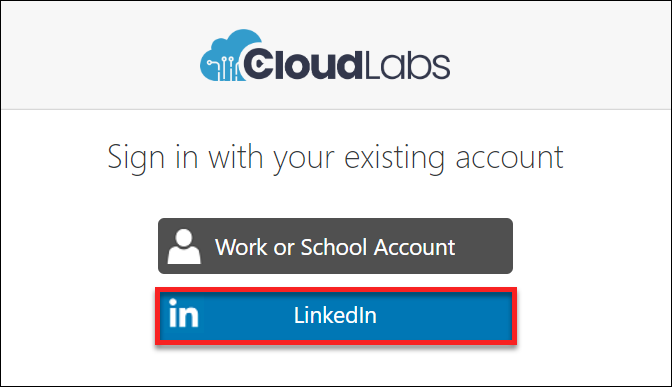 CloudLabs
Sign in with your existing account
Work or School Account
in LinkedIn